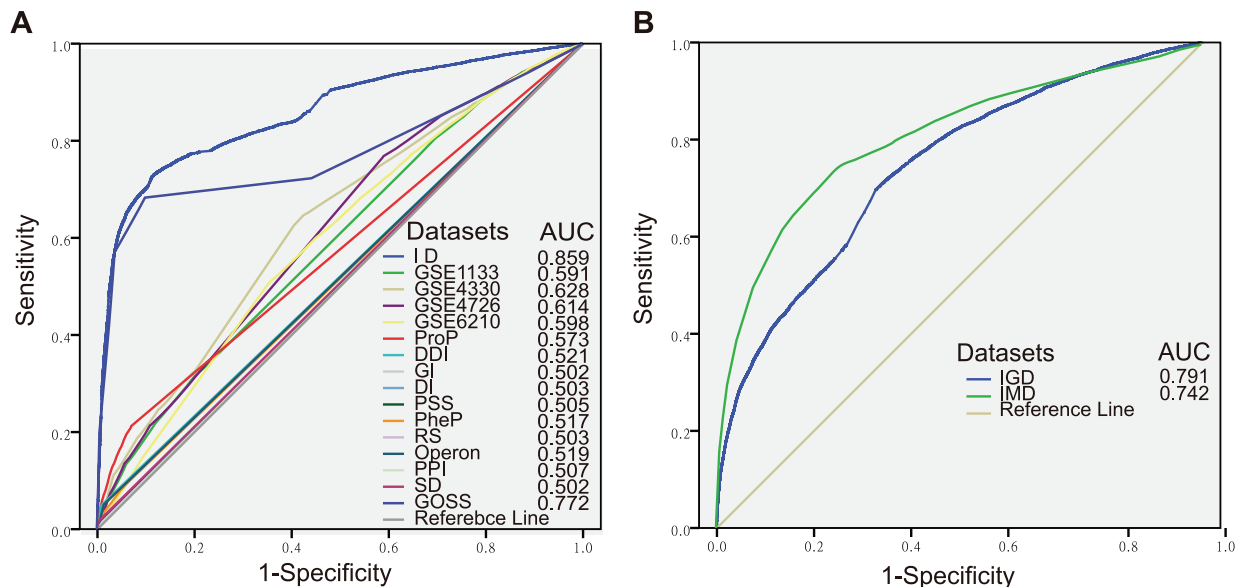 A
1.0
0.8
0.6
0.4
0.2
0.0
Sensitivity
Datasets AUC
I D 0.859
GSE1133 0.591
GSE4330 0.628
GSE4726 0.614
GSE6210 0.598
ProP 0.573
DDI 0.521
GI 0.502
DI 0.503
PSS 0.505
PheP 0.517
RS 0.503
Operon 0.519
PPI 0.507
SD 0.502
GOSS 0.772
Referebce Line
0.0 0.2 0.4 0.6 0.8 1.0
1-Specificity
B
1.0
0.8
0.6
0.4
0.2
0.0
Sensitivity
Datasets AUC
IGD 0.791
IMD 0.742
Reference Line
0.0 0.2 0.4 0.6 0.8 1.0
1-Specificity